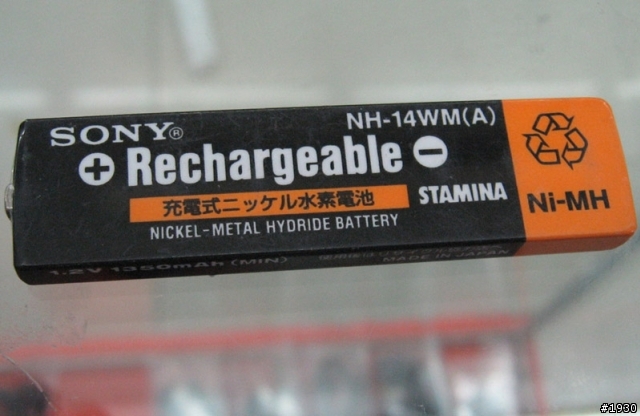 SONY®
NH-14WM(A)
+ Rechargeable -
充電式ニッケル水素電池
STAMINA
Ni-MH
NICKEL-METAL HYDRIDE BATTERY
1.2V 1350mAh (MIN)
MADE IN JAPAN
#1930